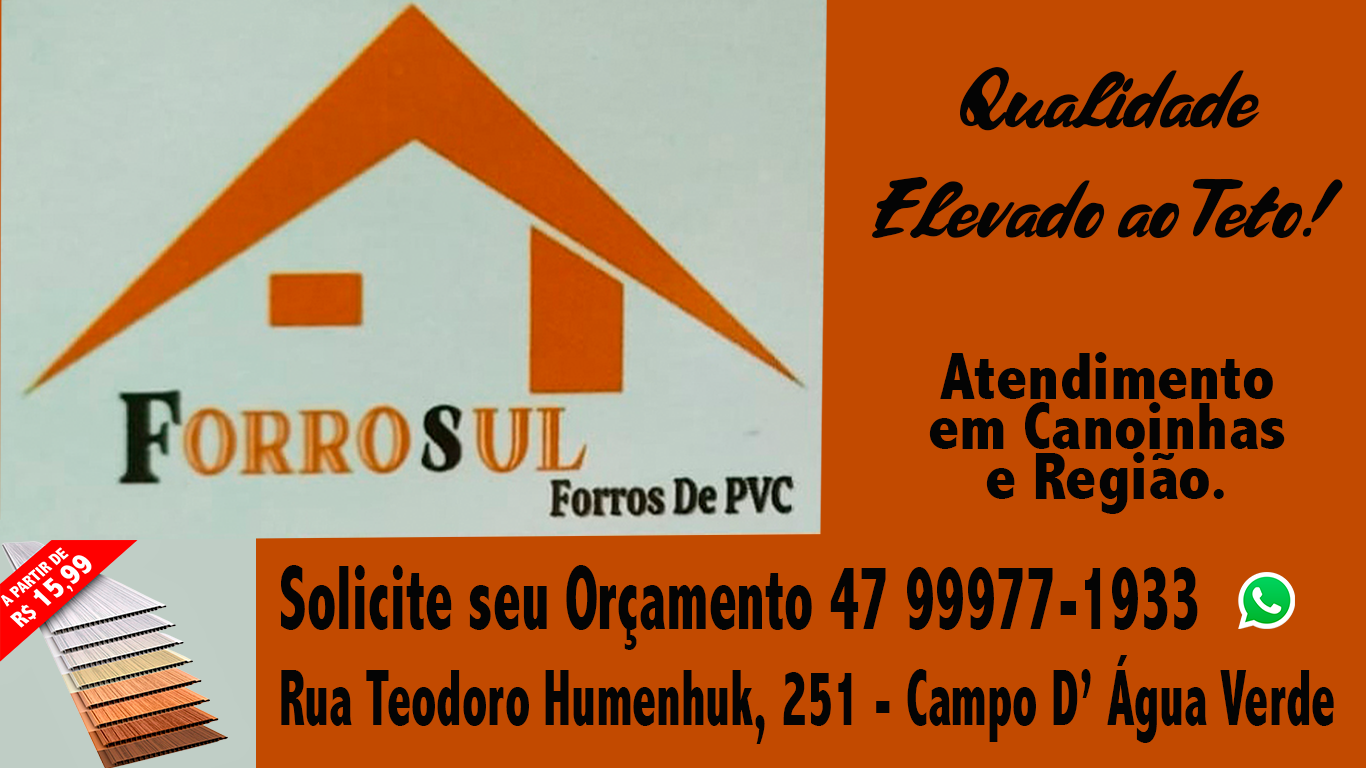 FORROSUL
Forros De PVC
Qualidade
Elevado ao Teto!
Atendimento
em Canoinhas
e Região.
A PARTIR DE
R$ 15,99
Solicite seu Orçamento 47 99977-1933
Rua Teodoro Humenhuk, 251 - Campo D' Água Verde